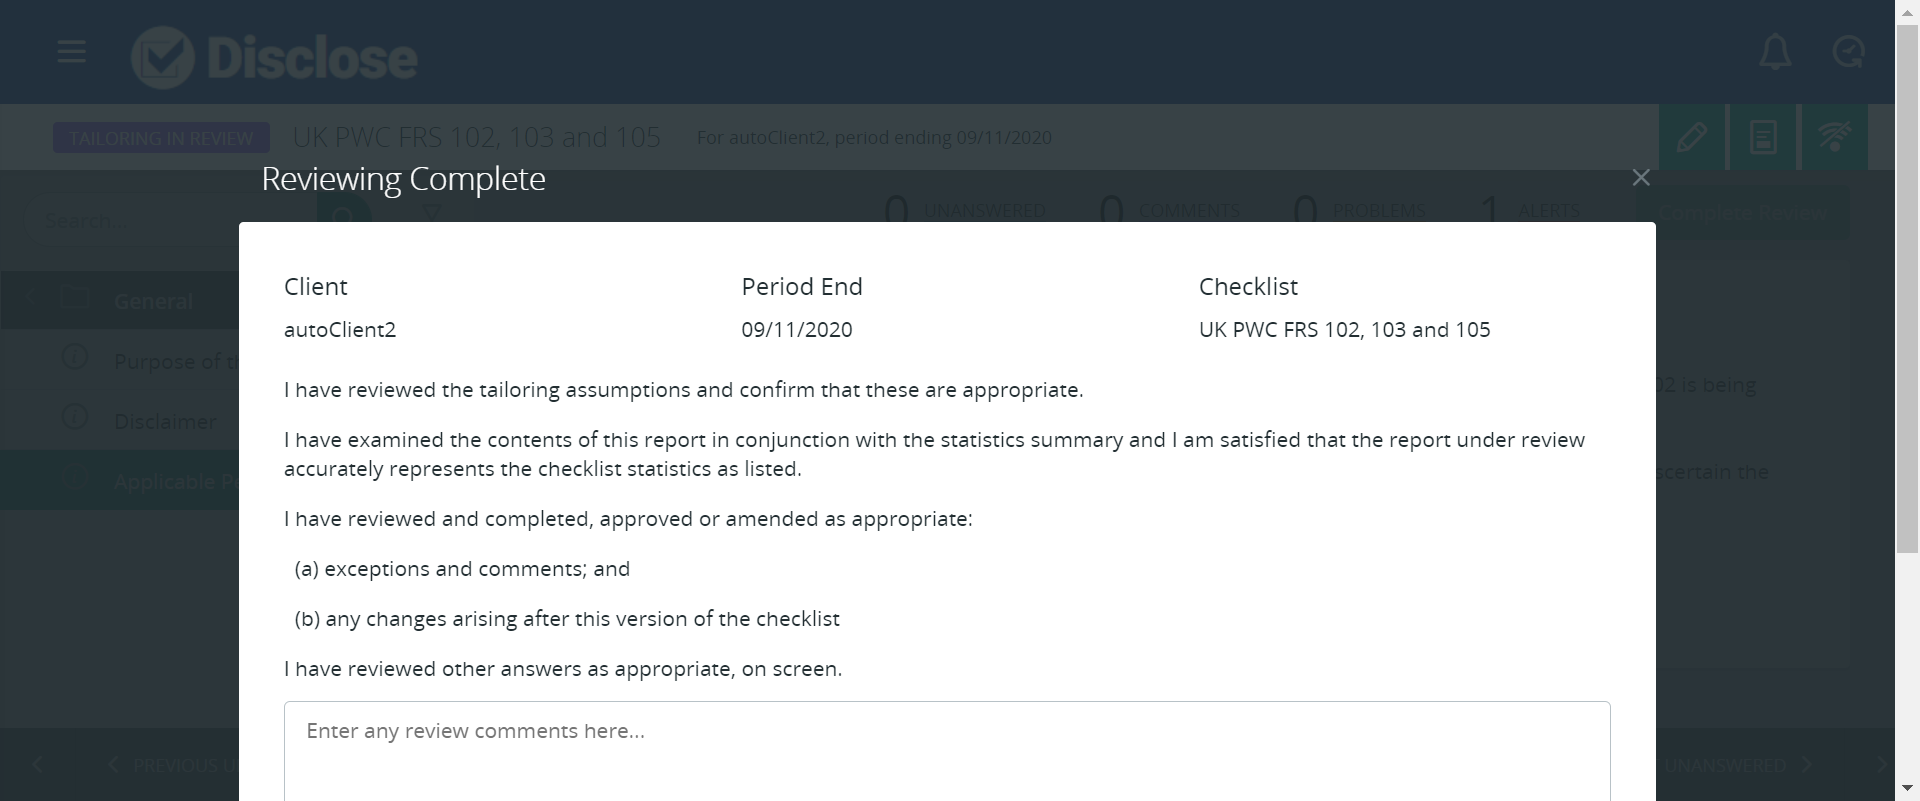 Disclose
TAILORING IN REVIEW UK PWC FRS 102, 103 and 105 For autoClient2, period ending 09/11/2020
Reviewing Complete
Search... 0 UNANSWERED 0 COMMENTS 0 PROBLEMS 1 ALERTS Complete Review
Client Period End Checklist
General
autoClient2 09/11/2020 UK PWC FRS 102, 103 and 105
Purpose of
I have reviewed the tailoring assumptions and confirm that these are appropriate.
02 is being
Disclaimer
I have examined the contents of this report in conjunction with the statistics summary and I am satisfied that the report under review
accurately represents the checklist statistics as listed.
Applicable
the
I have reviewed and completed, approved or amended as appropriate:
(a) exceptions and comments; and
(b) any changes arising after this version of the checklist
I have reviewed other answers as appropriate, on screen.
Enter any review comments here...
PREVIOUS UNANSWERED